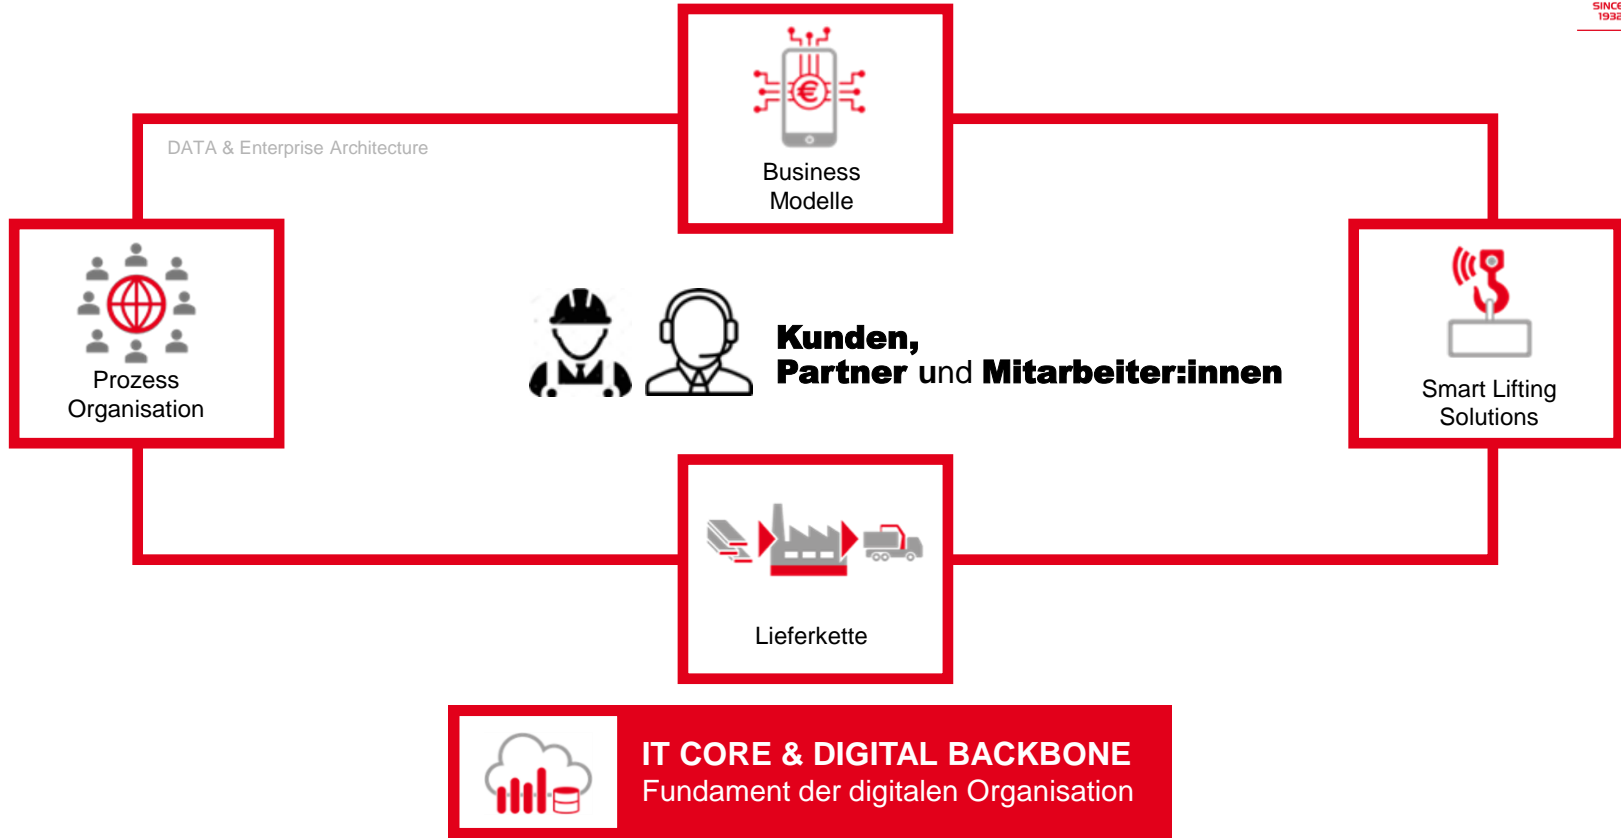 SINCE
1932
Business
Modelle
DATA & Enterprise Architecture
Prozess
Organisation
Kunden,
Partner und Mitarbeiter:innen
Smart Lifting
Solutions
Lieferkette
IT CORE & DIGITAL BACKBONE
Fundament der digitalen Organisation